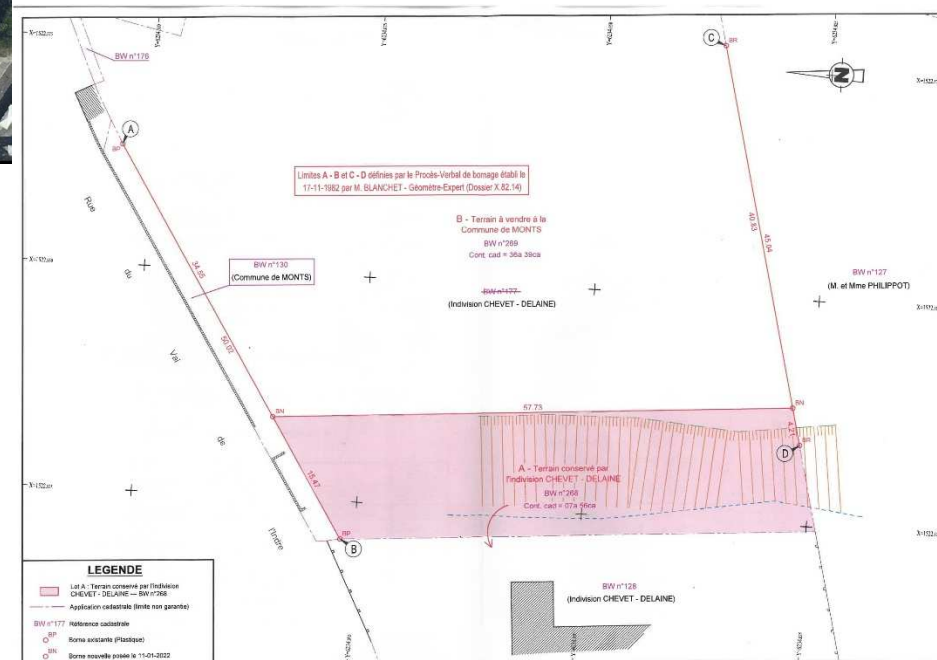 C
BR
BW n°176
N
A
BP
Limites A - B et C - D définies par le Procès-Verbal de bornage établi le
17-11-1982 par M. BLANCHET - Géomètre-Expert (Dossier X 82.14)
Rue
du
Val
de
l'Indre
B - Terrain à vendre à la
Commune de MONTS
BW n°269
Cont. cad = 36a 39ca
BW n°177
(Indivision CHEVET - DELAINE)
BW n°130
(Commune de MONTS)
34.55
50.02
40.83
45.04
BW n°127
(M. et Mme PHILIPPOT)
BN
57.73
BN
4.21
BR
D
15.47
A - Terrain conservé par
l'indivision CHEVET - DELAINE
BW n°268
Cont. cad = 07a 56ca
BP
B
BW n°128
(Indivision CHEVET - DELAINE)
LEGENDE
Lot A : Terrain conservé par l'indivision
CHEVET - DELAINE — BW n°268
Application cadastrale (limite non garantie)
BW n°177 Référence cadastrale
BP Borne existante (Plastique)
BN Borne nouvelle posée le 11-01-2022